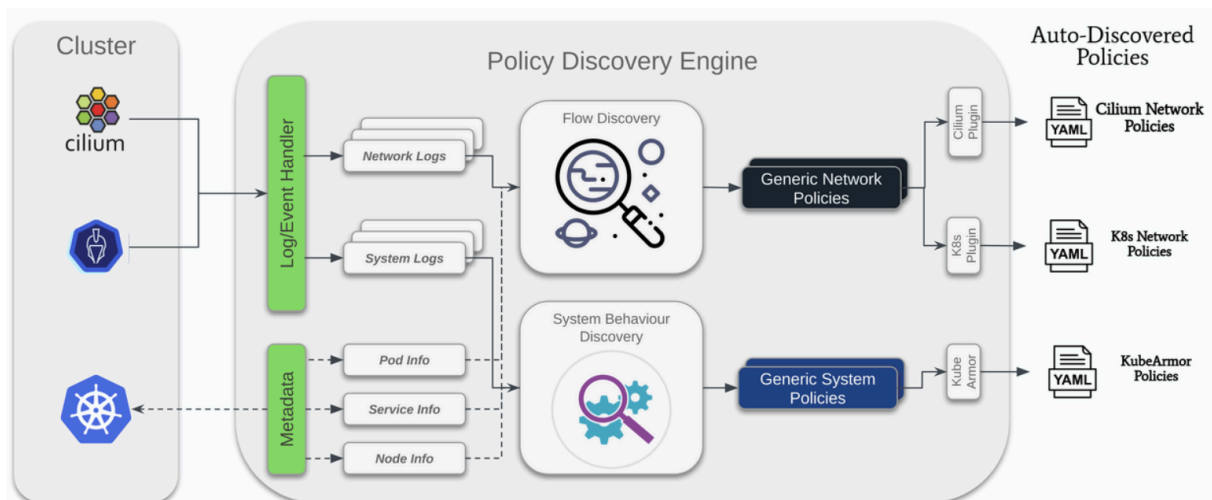 Cluster
cilium
Policy Discovery Engine
Log/Event Handler
Network Logs
System Logs
Metadata
Pod Info
Service Info
Node Info
Flow Discovery
System Behaviour
Discovery
Generic Network
Policies
Generic System
Policies
Cilium
Plugin
K8s
Plugin
Kube
Armor
Auto-Discovered
Policies
YAML
Cilium Network
Policies
YAML
K8s Network
Policies
YAML
KubeArmor
Policies